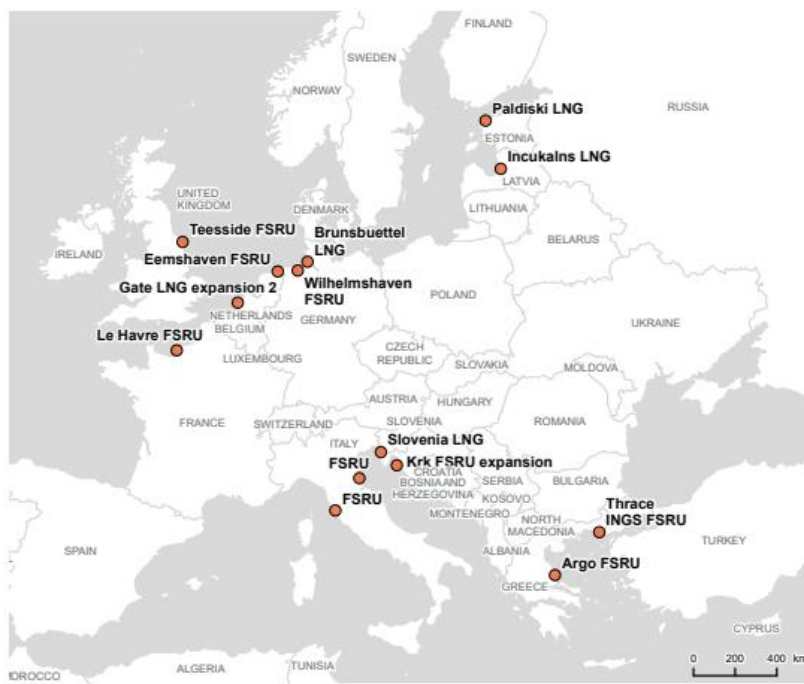 FINLAND
SWEDEN
NORWAY
RUSSIA
Paldiski LNG
ESTONIA
Incukalns LNG
LATVIA
LITHUANIA
UNITED
KINGDOM
DENMARK
Teesside FSRU
Brunsbuettel
LNG
IRELAND
Eemshaven FSRU
BELARUS
Gate LNG expansion 2
Wilhelmshaven
FSRU
POLAND
NETHERLANDS
BELGIUM
GERMANY
UKRAINE
Le Havre FSRU
LUXEMBOURG
CZECH
REPUBLIC
SLOVAKIA
MOLDOVA
AUSTRIA
HUNGARY
FRANCE
SWITZERLAND
SLOVENIA
ROMANIA
ITALY
Slovenia LNG
FSRU
Krk FSRU expansion
CROATIA
BOSNIA AND
HERZEGOVINA
SERBIA
BULGARIA
FSRU
KOSOVO
MONTENEGRO
Thrace
INGS FSRU
NORTH
MACEDONIA
SPAIN
TURKEY
ALBANIA
Argo FSRU
GREECE
CYPRUS
MOROCCO
ALGERIA
TUNISIA
0 200 400 km